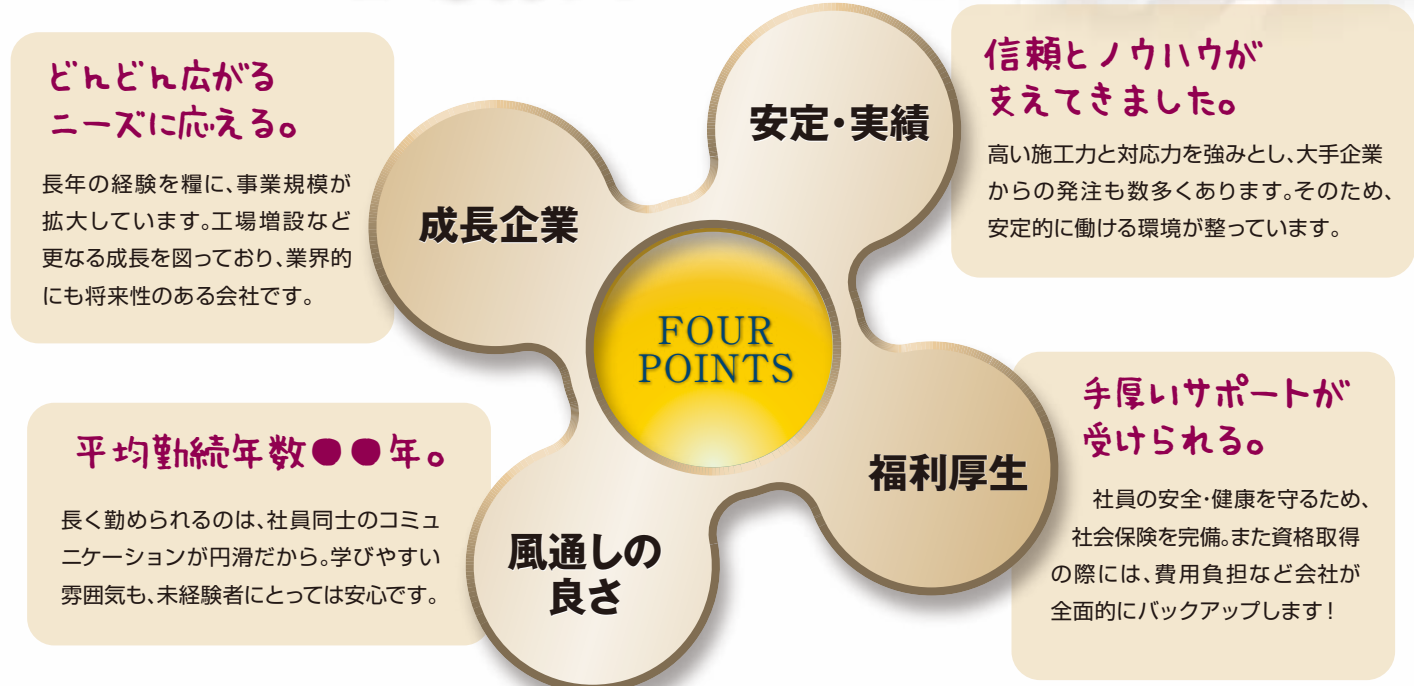 どんどん広がる
ニーズに応える。
長年の経験を糧に、事業規模が
拡大しています。工場増設など
更なる成長を図っており、業界的
にも将来性のある会社です。
成長企業
安定・実績
信頼とノウハウが
支えてきました。
高い施工力と対応力を強みとし、大手企業
からの発注も数多くあります。そのため、
安定的に働ける環境が整っています。
FOUR
POINTS
平均勤続年数●●年。
長く勤められるのは、社員同士のコミュ
ニケーションが円滑だから。学びやすい
雰囲気も、未経験者にとっては安心です。
風通しの
良さ
福利厚生
手厚いサポートが
受けられる。
社員の安全・健康を守るため、
社会保険を完備。また資格取得
の際には、費用負担など会社が
全面的にバックアップします!